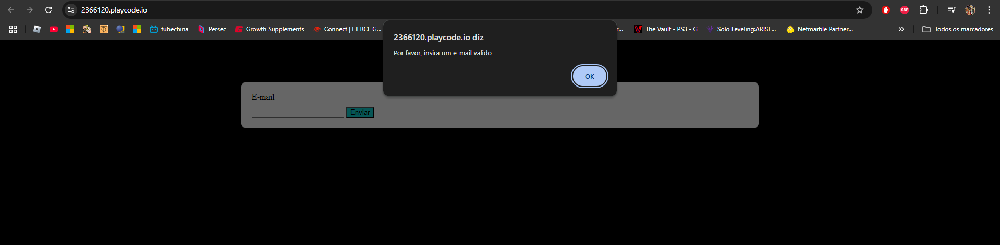 2366120.playcode.io
ABP
tubechina
Persec
Growth Supplements
Connect | FIERCE G...
r...
The Vault - PS3 - G
Solo Leveling:ARISE...
Netmarble Partner...
»
Todos os marcadores
2366120.playcode.io diz
Por favor, insira um e-mail valido
OK
E-mail
Enviar